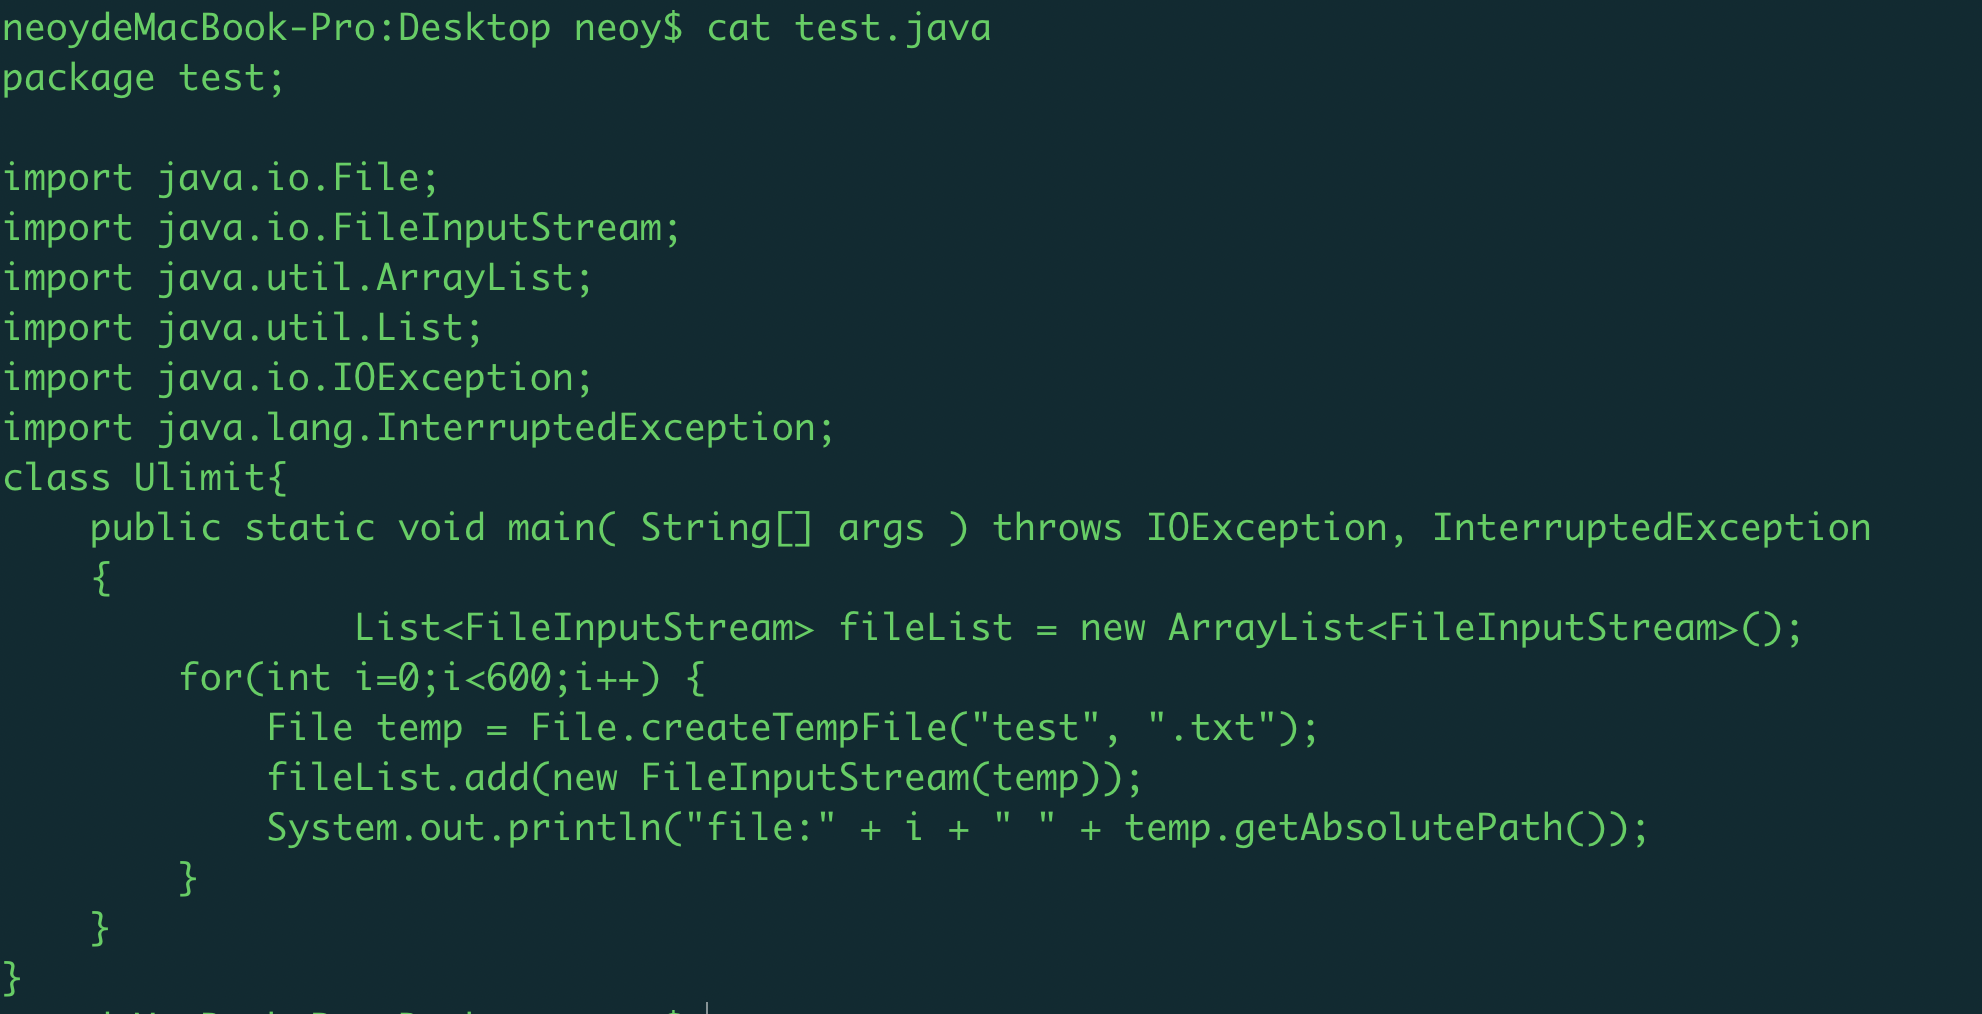 neoydeMacBook-Pro:Desktop neoy$ cat test.java
package test;

import java.io.File;
import java.io.FileInputStream;
import java.util.ArrayList;
import java.util.List;
import java.io.IOException;
import java.lang.InterruptedException;
class Ulimit{
    public static void main( String[] args ) throws IOException, InterruptedException
    {
                List<FileInputStream> fileList = new ArrayList<FileInputStream>();
        for(int i=0;i<600;i++) {
            File temp = File.createTempFile("test", ".txt");
            fileList.add(new FileInputStream(temp));
            System.out.println("file:" + i + " " + temp.getAbsolutePath());
        }
    }
}